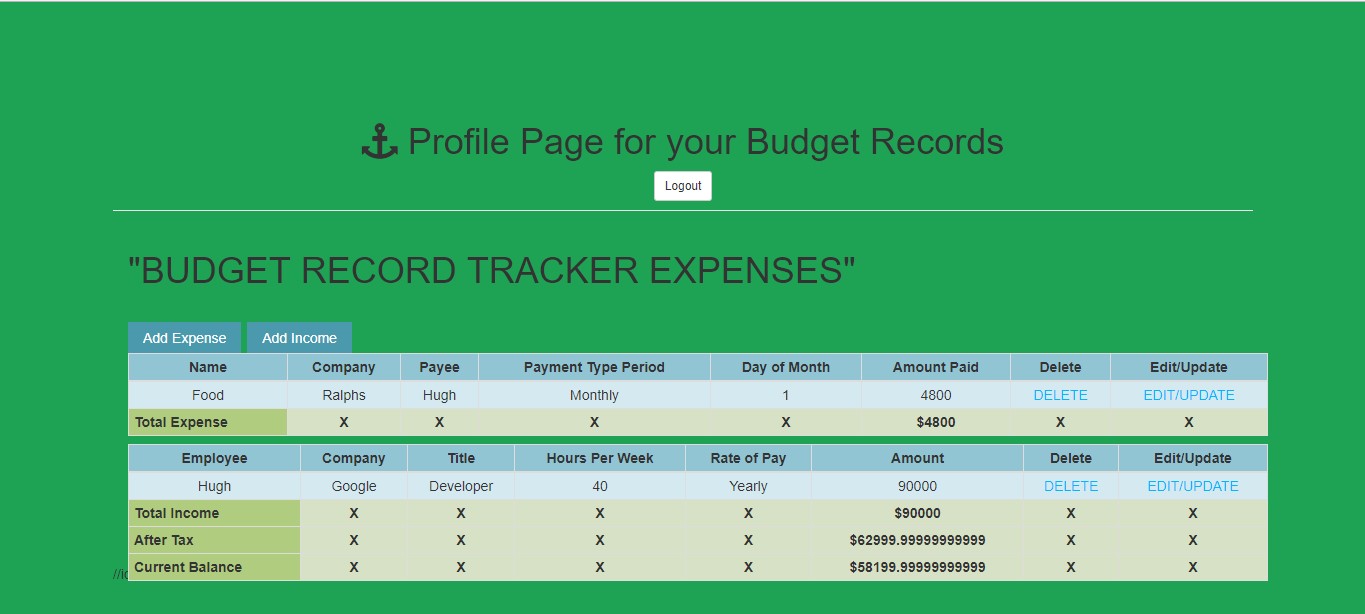 Profile Page for your Budget Records
Logout
"BUDGET RECORD TRACKER EXPENSES"
Add Expense Add Income
Name Company Payee Payment Type Period Day of Month Amount Paid Delete Edit/Update
Food Ralphs Hugh Monthly 1 4800 DELETE EDIT/UPDATE
Total Expense X X X X $4800 X X
Employee Company Title Hours Per Week Rate of Pay Amount Delete Edit/Update
Hugh Google Developer 40 Yearly 90000 DELETE EDIT/UPDATE
Total Income X X X X $90000 X X
After Tax X X X X $62999.99999999999 X X
Current Balance X X X X $58199.99999999999 X X